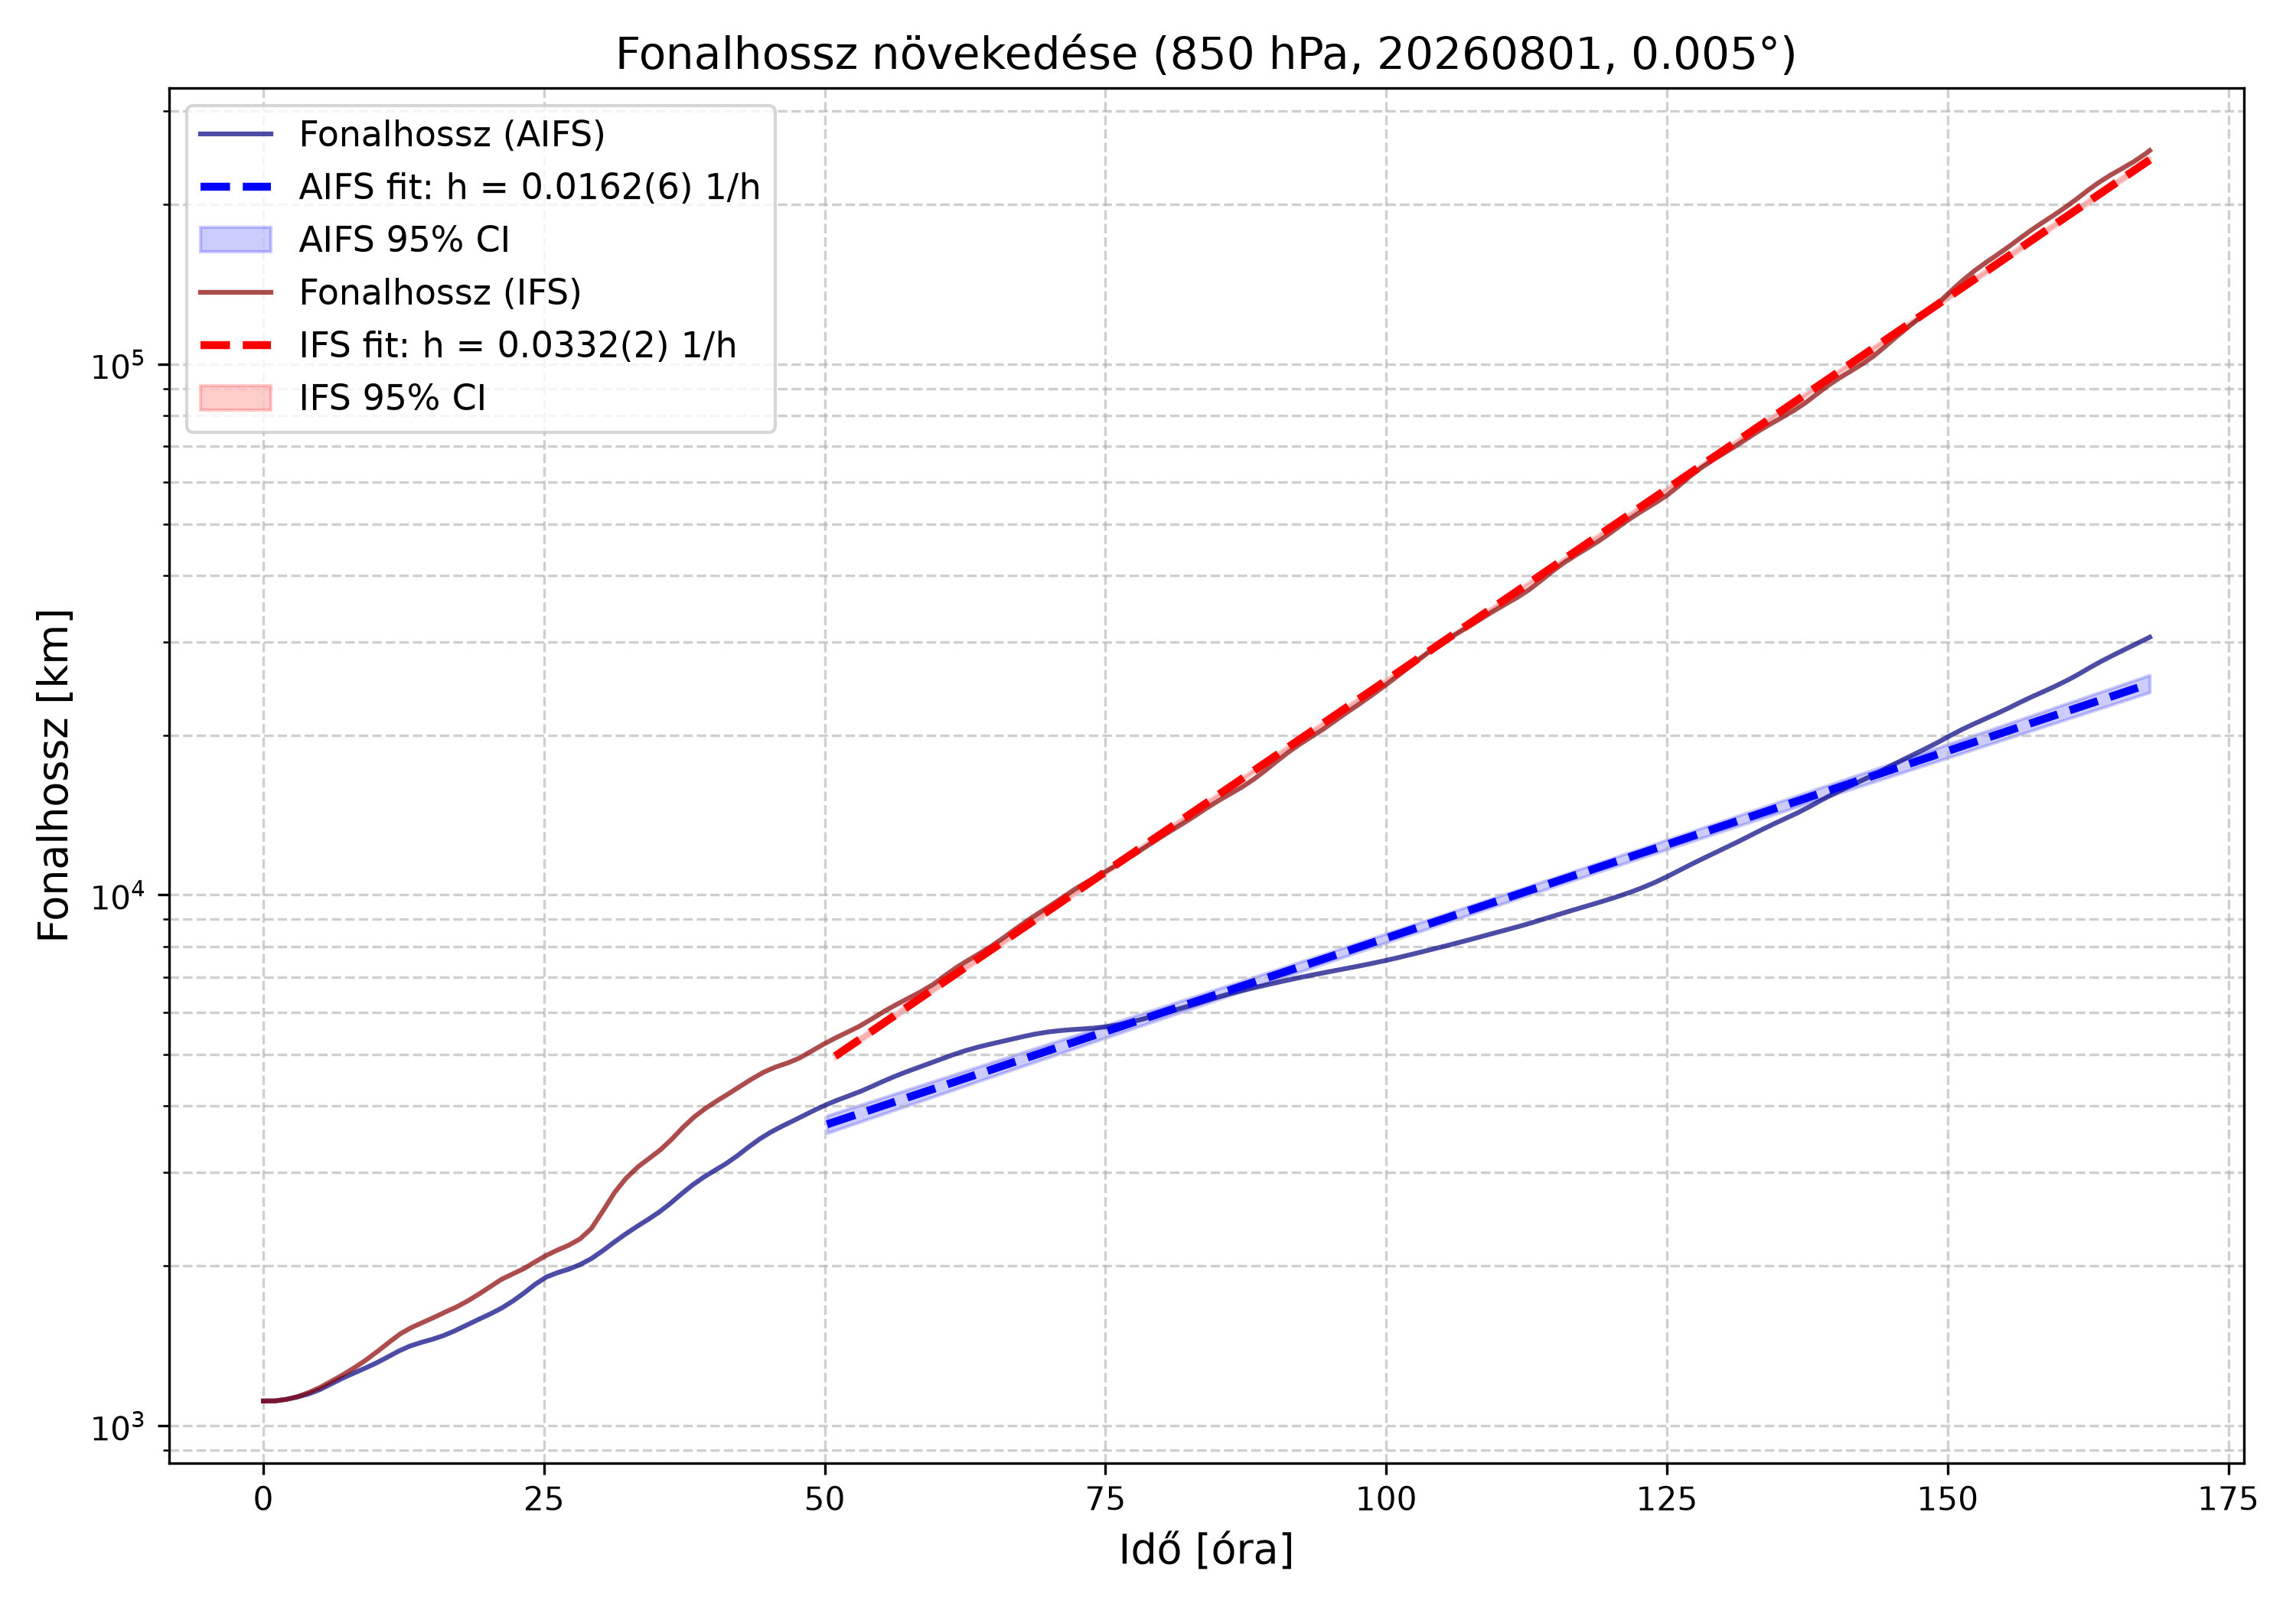 Fonalhossz növekedése (850 hPa, 20260801, 0.005°)
Fonalhossz (AIFS)
AIFS fit: h = 0.0162(6) 1/h
AIFS 95% CI
Fonalhossz (IFS)
IFS fit: h = 0.0332(2) 1/h
IFS 95% CI
Fonalhossz [km]
10⁵
10⁴
10³
0 25 50 75 100 125 150 175
Idő [óra]